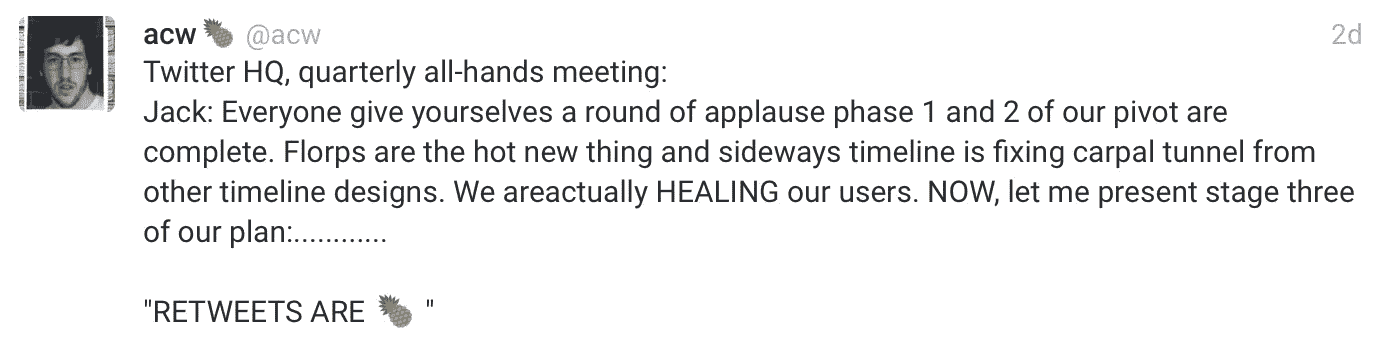 acw🍍 @acw 2d
Twitter HQ, quarterly all-hands meeting:
Jack: Everyone give yourselves a round of applause phase 1 and 2 of our pivot are
complete. Florps are the hot new thing and sideways timeline is fixing carpal tunnel from
other timeline designs. We areactually HEALING our users. NOW, let me present stage three
of our plan:............
"RETWEETS ARE 🍍 "